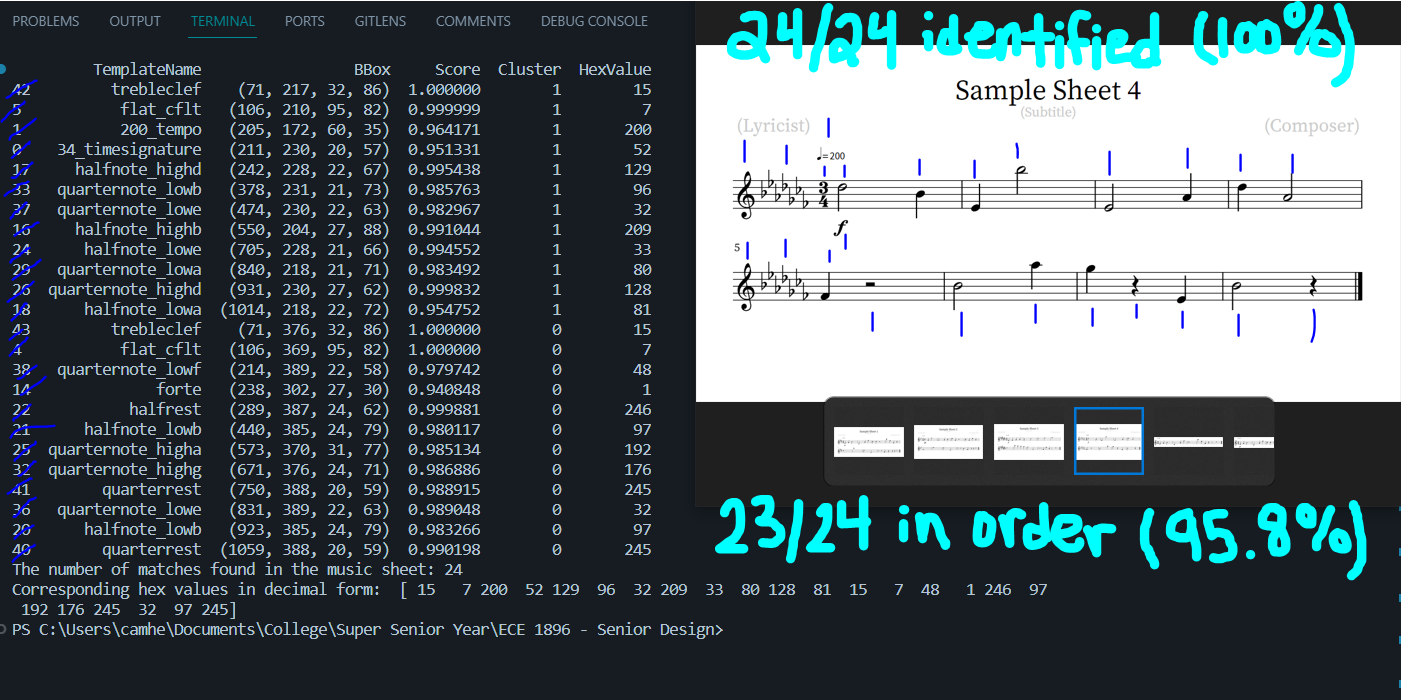 PROBLEMS OUTPUT TERMINAL PORTS GITLENS COMMENTS DEBUG CONSOLE
TemplateName BBox Score Cluster HexValue
42 trebleclef (71, 217, 32, 86) 1.000000 1 15
5 flat_cflt (106, 210, 95, 82) 0.999999 1 7
1 200_tempo (205, 172, 60, 35) 0.964171 1 200
0 34_timesignature (211, 230, 20, 57) 0.951331 1 52
17 halfnote_highd (242, 228, 22, 67) 0.995438 1 129
33 quarternote_lowb (378, 231, 21, 73) 0.985763 1 96
37 quarternote_lowe (474, 230, 22, 63) 0.982967 1 32
16 halfnote_highb (550, 204, 27, 88) 0.991044 1 209
24 halfnote_lowe (705, 228, 21, 66) 0.994552 1 33
29 quarternote_lowa (840, 218, 21, 71) 0.983492 1 80
26 quarternote_highd (931, 230, 27, 62) 0.999832 1 128
18 halfnote_lowa (1014, 218, 22, 72) 0.954752 1 81
43 trebleclef (71, 376, 32, 86) 1.000000 0 15
4 flat_cflt (106, 369, 95, 82) 1.000000 0 7
38 quarternote_lowf (214, 389, 22, 58) 0.979742 0 48
14 forte (238, 302, 27, 30) 0.940848 0 1
22 halfrest (289, 387, 24, 62) 0.999881 0 246
21 halfnote_lowb (440, 385, 24, 79) 0.980117 0 97
25 quarternote_higha (573, 370, 31, 77) 0.985134 0 192
32 quarternote_highg (671, 376, 24, 71) 0.986886 0 176
41 quarterrest (750, 388, 20, 59) 0.988915 0 245
36 quarternote_lowe (831, 389, 22, 63) 0.989048 0 32
20 halfnote_lowb (923, 385, 24, 79) 0.983266 0 97
40 quarterrest (1059, 388, 20, 59) 0.990198 0 245
The number of matches found in the music sheet: 24
Corresponding hex values in decimal form: [ 15 7 200 52 129 96 32 209 33 80 128 81 15 7 48 1 246 97
192 176 245 32 97 245]
PS C:\Users\camhe\Documents\College\Super Senior Year\ECE 1896 - Senior Design>
24/24 identified (100%)
Sample Sheet 4
(Subtitle)
(Lyricist) (Composer)
=200
3
4
f
5
23/24 in order (95.8%)